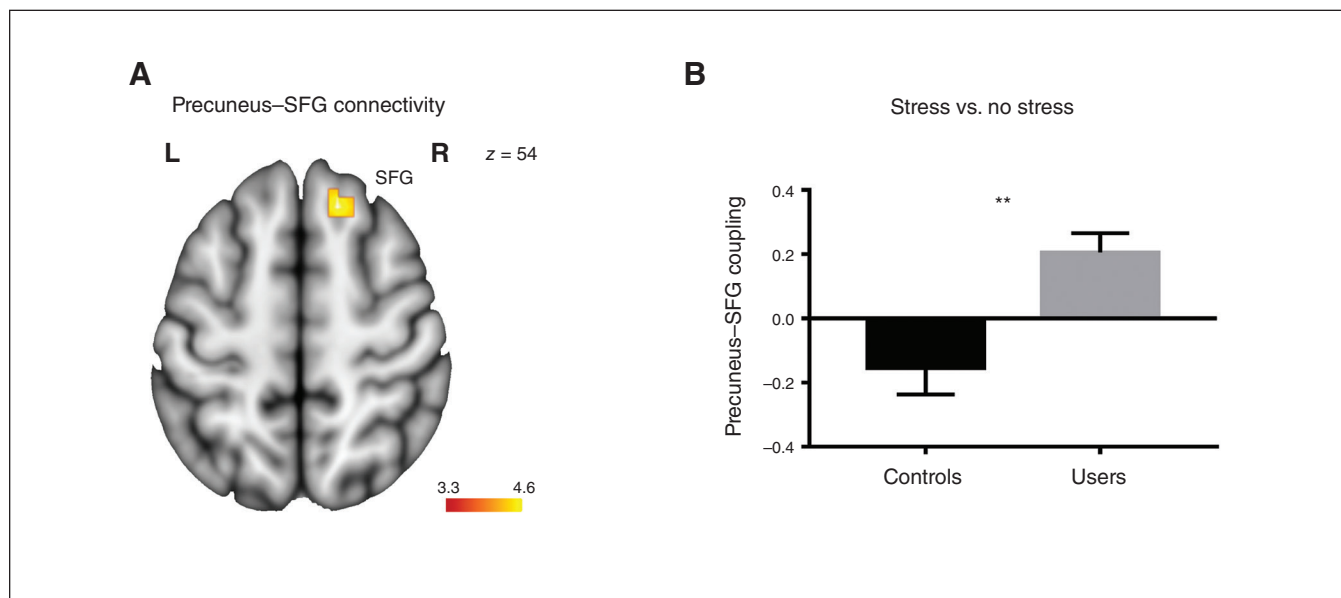 A
Precuneus–SFG connectivity
L
R
z = 54
SFG
3.3
4.6
B
Stress vs. no stress
Precuneus–SFG coupling
0.4
0.2
0.0
–0.2
–0.4
**
Controls
Users